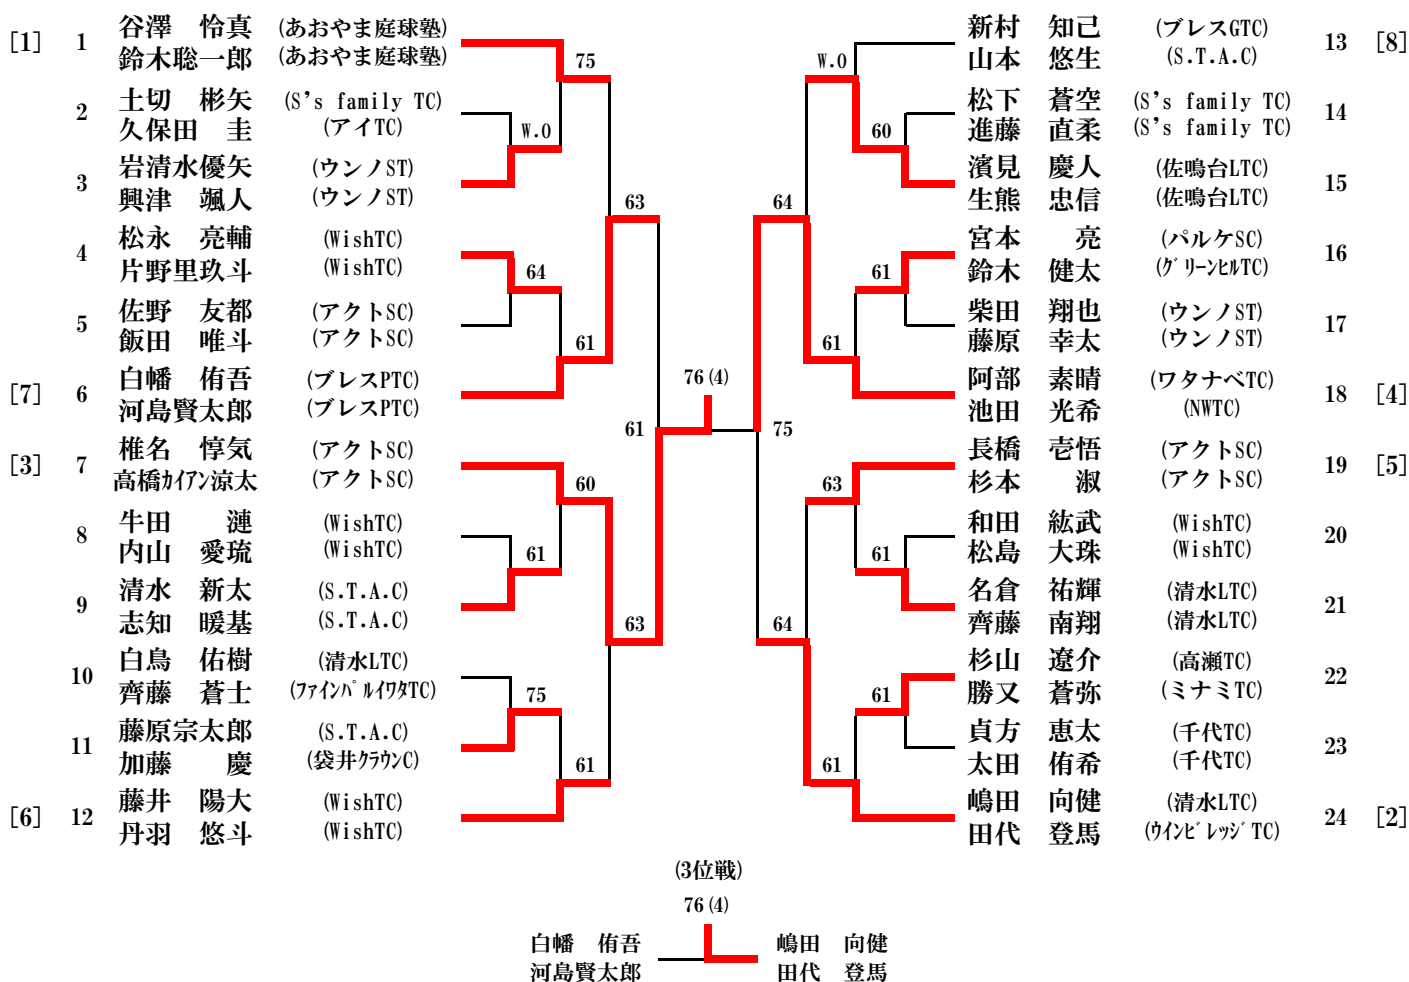 [1] 1 谷澤 怜真 (あおやま庭球塾)
鈴木聡一郎 (あおやま庭球塾)
2 土切 彬矢 (S's family TC)
久保田 圭 (アイTC)
3 岩清水優矢 (ウンノST)
興津 颯人 (ウンノST)
4 松永 亮輔 (WishTC)
片野里玖斗 (WishTC)
5 佐野 友都 (アクトSC)
飯田 唯斗 (アクトSC)
[7] 6 白幡 侑吾 (ブレスPTC)
河島賢太郎 (ブレスPTC)
[3] 7 椎名 惇気 (アクトSC)
高橋ｶｲｱﾝ涼太 (アクトSC)
8 牛田 漣 (WishTC)
内山 愛琉 (WishTC)
9 清水 新太 (S.T.A.C)
志知 暖基 (S.T.A.C)
10 白鳥 佑樹 (清水LTC)
齊藤 蒼士 (ﾌｧｲﾝﾊﾟﾙｲﾜﾀTC)
11 藤原宗太郎 (S.T.A.C)
加藤 慶 (袋井ｸﾗｳﾝC)
[6] 12 藤井 陽大 (WishTC)
丹羽 悠斗 (WishTC)
75
W.0
63
64
61
61
60
61
63
75
61
76(4)
新村 知己 (ブレスGTC) 13 [8]
山本 悠生 (S.T.A.C)
松下 蒼空 (S's family TC) 14
進藤 直柔 (S's family TC)
濱見 慶人 (佐鳴台LTC) 15
生熊 忠信 (佐鳴台LTC)
宮本 亮 (パルケSC) 16
鈴木 健太 (ｸﾞﾘｰﾝﾋﾙTC)
柴田 翔也 (ウンノST) 17
藤原 幸太 (ウンノST)
阿部 素晴 (ワタナベTC) 18 [4]
池田 光希 (NWTC)
長橋 壱悟 (アクトSC) 19 [5]
杉本 淑 (アクトSC)
和田 紘武 (WishTC) 20
松島 大珠 (WishTC)
名倉 祐輝 (清水LTC) 21
齊藤 南翔 (清水LTC)
杉山 遼介 (高瀬TC) 22
勝又 蒼弥 (ミナミTC)
貞方 恵太 (千代TC) 23
太田 侑希 (千代TC)
嶋田 向健 (清水LTC) 24 [2]
田代 登馬 (ｳｲﾝﾋﾞﾚｯｼﾞTC)
W.0
60
64
61
61
75
63
61
64
61
61
(3位戦)
76(4)
白幡 侑吾 嶋田 向健
河島賢太郎 田代 登馬